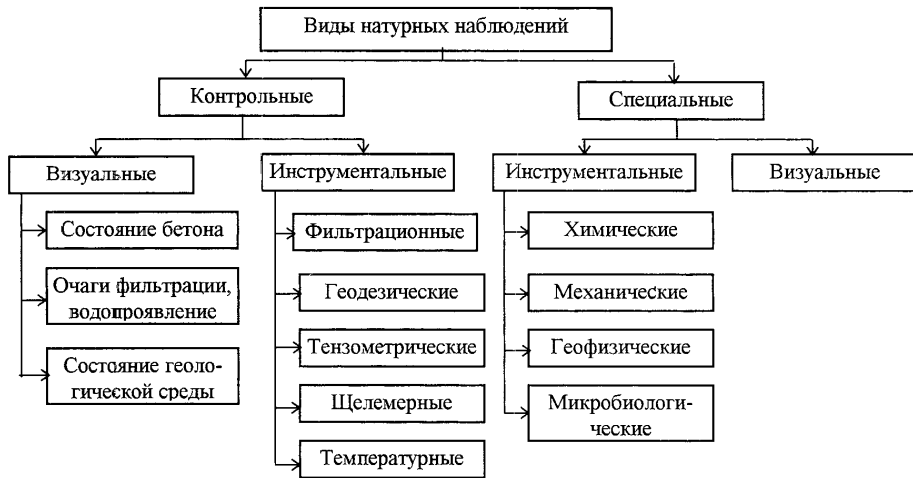 Виды натурных наблюдений
Контрольные
Специальные
Визуальные
Инструментальные
Инструментальные
Визуальные
Состояние бетона
Очаги фильтрации,
водопроявление
Состояние геоло-
гической среды
Фильтрационные
Геодезические
Тензометрические
Щелемерные
Температурные
Химические
Механические
Геофизические
Микробиологи-
ческие